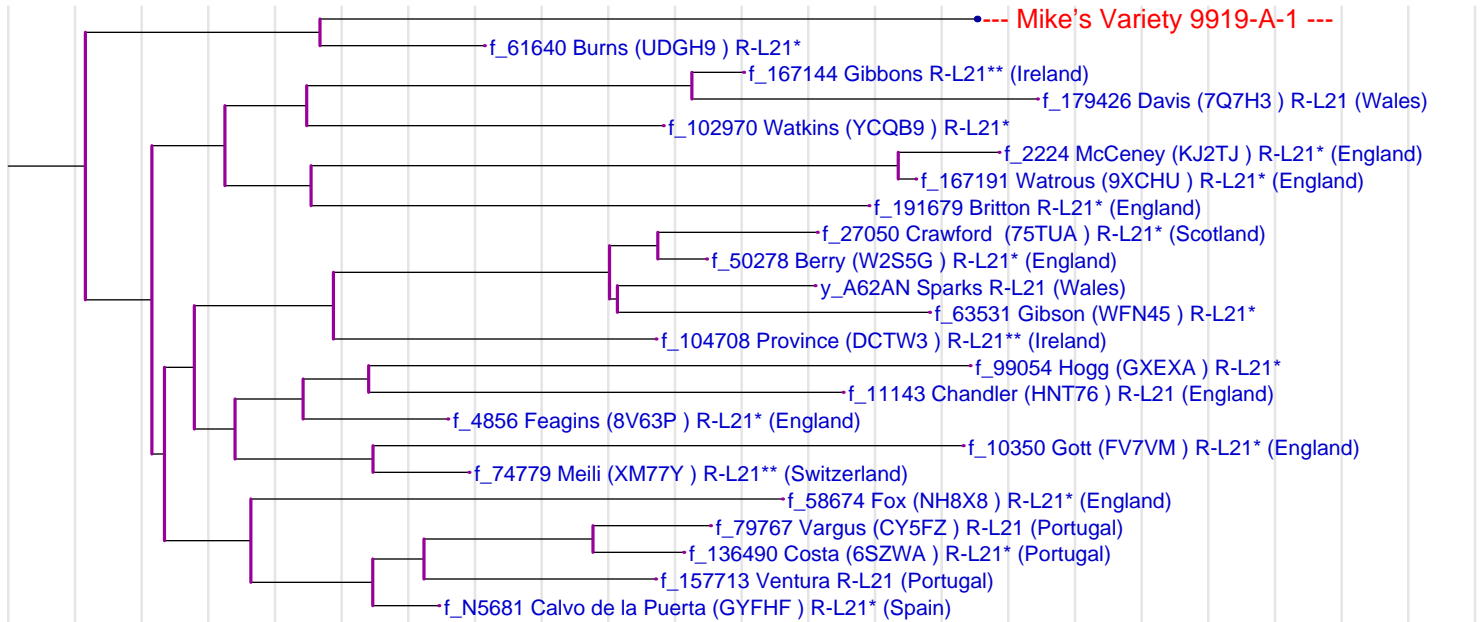 --- Mike's Variety 9919-A-1 ---
f_61640 Burns (UDGH9 ) R-L21*
f_167144 Gibbons R-L21** (Ireland)
f_179426 Davis (7Q7H3 ) R-L21 (Wales)
f_102970 Watkins (YCQB9 ) R-L21*
f_2224 McCeney (KJ2TJ ) R-L21* (England)
f_167191 Watrous (9XCHU ) R-L21* (England)
f_191679 Britton R-L21* (England)
f_27050 Crawford  (75TUA ) R-L21* (Scotland)
f_50278 Berry (W2S5G ) R-L21* (England)
y_A62AN Sparks R-L21 (Wales)
f_63531 Gibson (WFN45 ) R-L21*
f_104708 Province (DCTW3 ) R-L21** (Ireland)
f_99054 Hogg (GXEXA ) R-L21*
f_11143 Chandler (HNT76 ) R-L21 (England)
f_4856 Feagins (8V63P ) R-L21* (England)
f_10350 Gott (FV7VM ) R-L21* (England)
f_74779 Meili (XM77Y ) R-L21** (Switzerland)
f_58674 Fox (NH8X8 ) R-L21* (England)
f_79767 Vargus (CY5FZ ) R-L21 (Portugal)
f_136490 Costa (6SZWA ) R-L21* (Portugal)
f_157713 Ventura R-L21 (Portugal)
f_N5681 Calvo de la Puerta (GYFHF ) R-L21* (Spain)